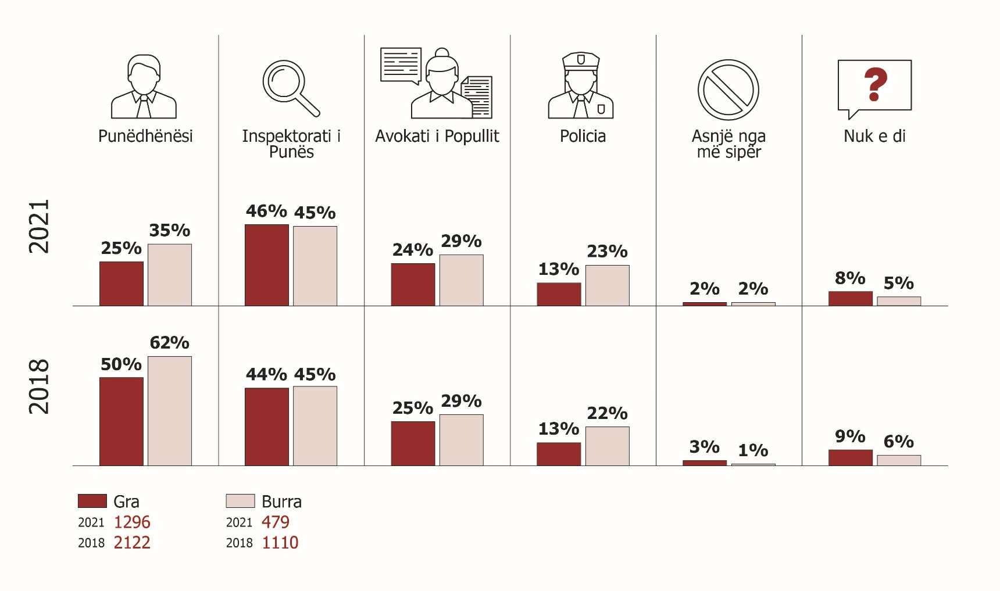 ?
Punëdhënësi
Inspektorati i
Punës
Avokati i Popullit
Policia
Asnjë nga
më sipër
Nuk e di
2021
25% 35%
46% 45%
24% 29%
13% 23%
2% 2%
8% 5%
2018
50% 62%
44% 45%
25% 29%
13% 22%
3% 1%
9% 6%
Gra
2021 1296
2018 2122
Burra
2021 479
2018 1110